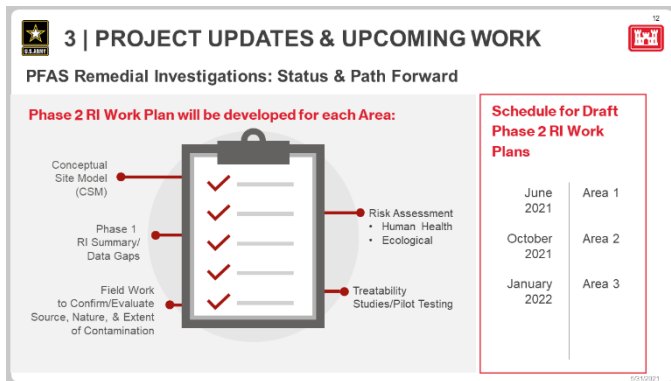 12
U.S.ARMY
3 | PROJECT UPDATES & UPCOMING WORK
PFAS Remedial Investigations: Status & Path Forward
Phase 2 RI Work Plan will be developed for each Area:
Conceptual
Site Model
(CSM)
Phase 1
RI Summary/
Data Gaps
Field Work
to Confirm/Evaluate
Source, Nature, & Extent
of Contamination
Risk Assessment
• Human Health
• Ecological
Treatability
Studies/Pilot Testing
Schedule for Draft
Phase 2 RI Work
Plans
June
2021
Area 1
October
2021
Area 2
January
2022
Area 3
5/31/2021